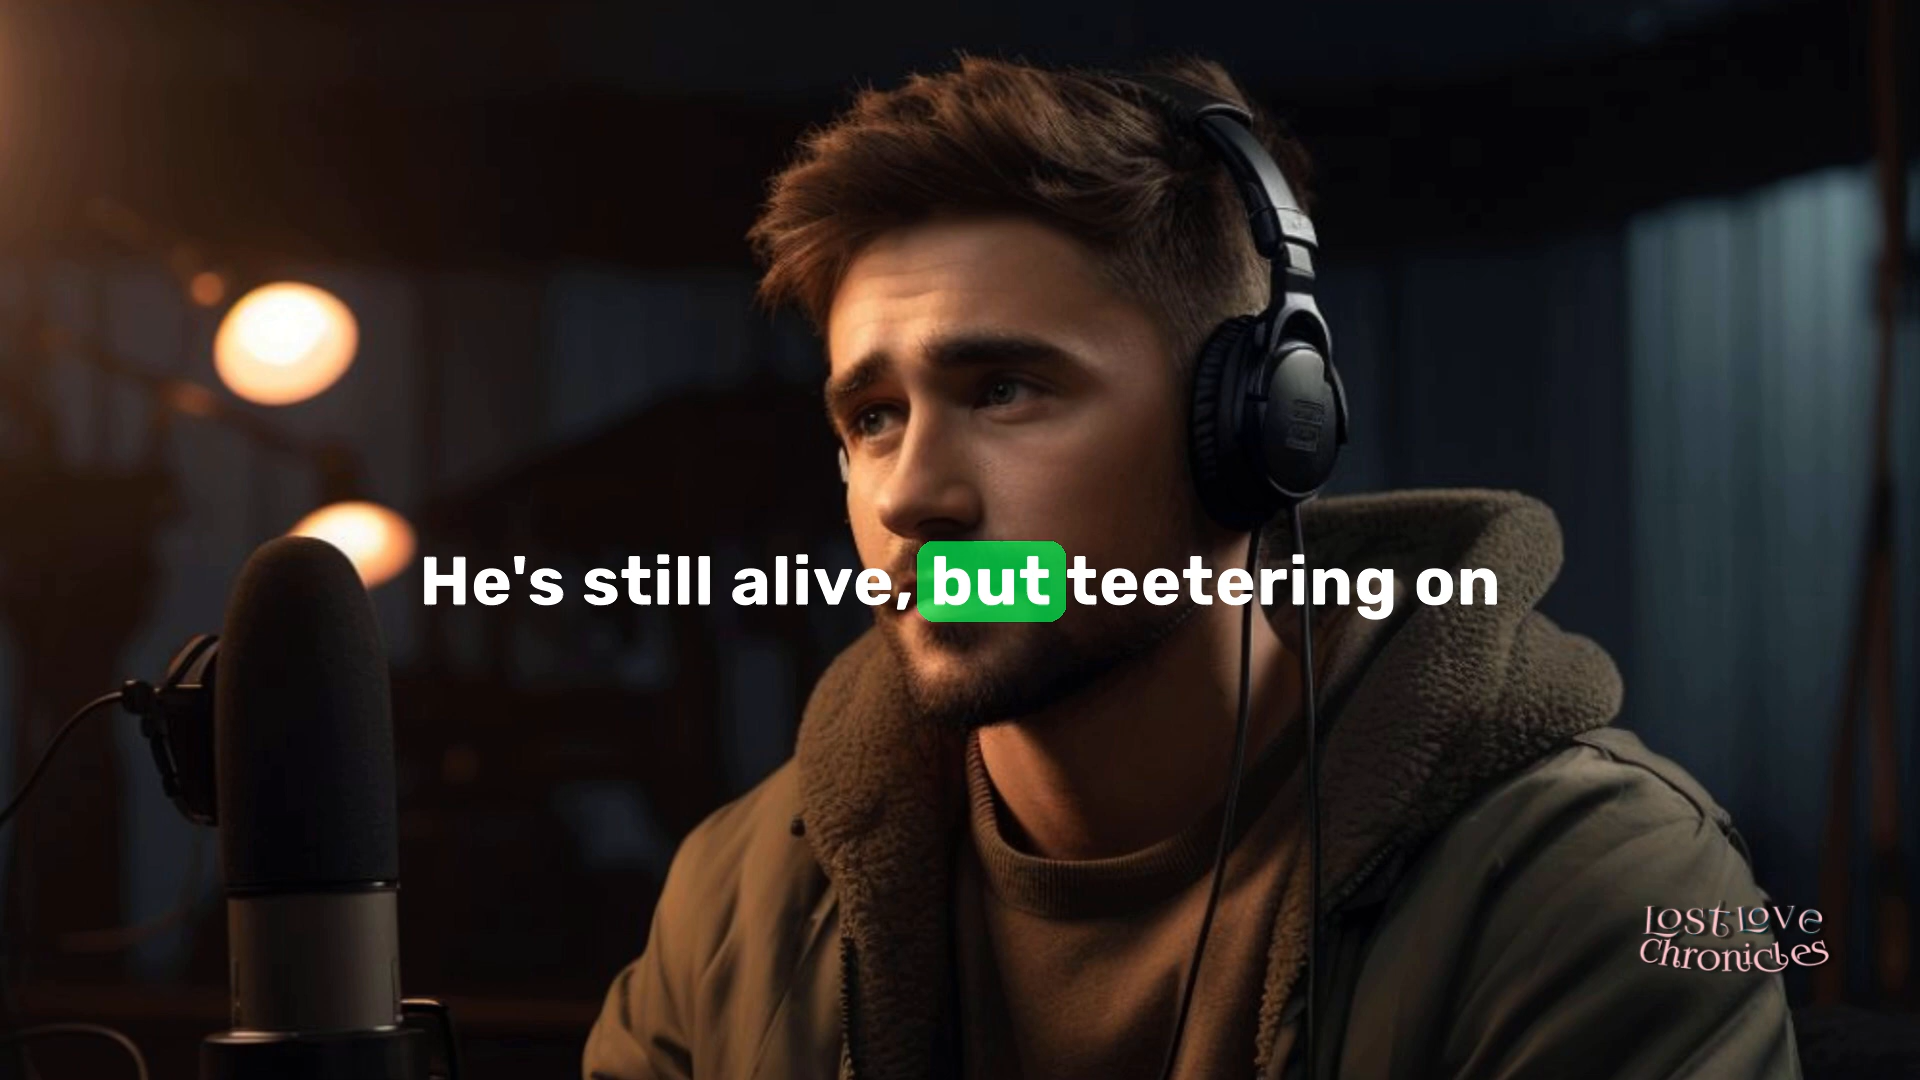 He's still alive, but teetering on
Lost Love
Chronicles